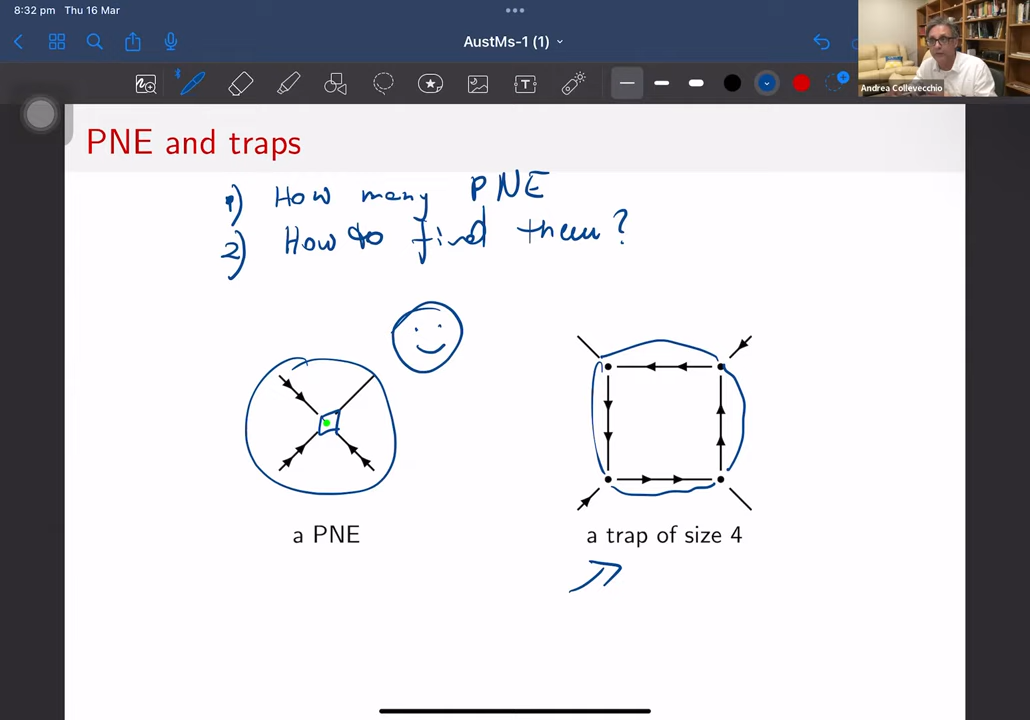 8:32 pm Thu 16 Mar
AustMs-1 (1)
T
Andrea Collevecchio
PNE and traps
1) How many PNE
2) How to find them?
a PNE
a trap of size 4